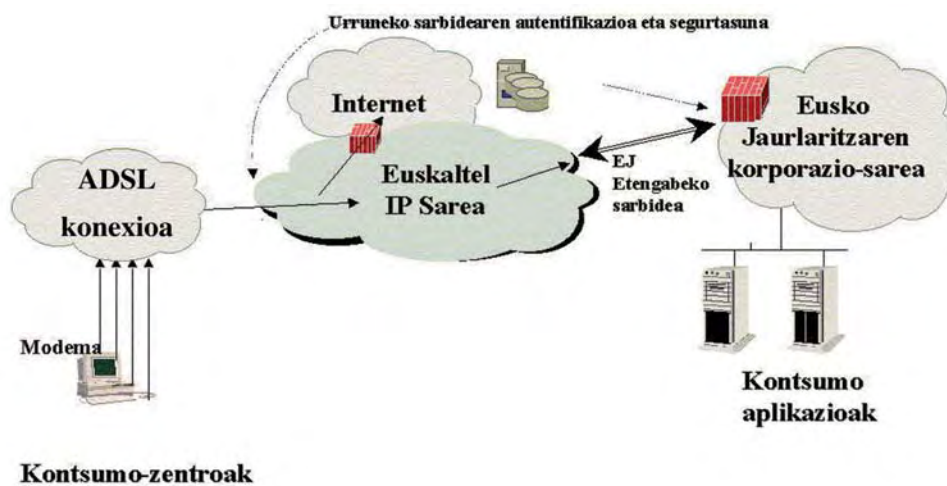 Urruneko sarbidearen autentifikazioa eta segurtasuna
Internet
Eusko
Jaurlaritzaren
korporazio-sarea
Euskaltel
IP Sarea
EJ
Etengabeko
sarbidea
ADSL
konexioa
Modema
Kontsumo
aplikazioak
Kontsumo-zentroak